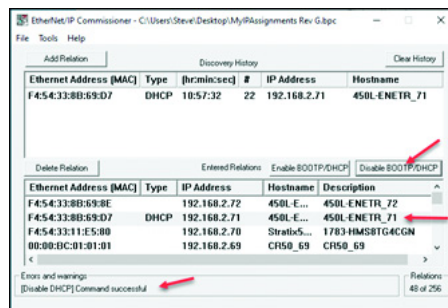 EtherNet/IP Commissioner - C:\Users\Steve\Desktop\MyIPAssignments Rev G.bpc
File Tools Help
Add Relation Discovery History Clear History
Ethernet Address (MAC) Type (hr:min:sec) # IP Address Hostname
F4:54:33:8B:69:D7 DHCP 10:57:32 22 192.168.2.71 450L-ENETR_71
Delete Relation Entered Relations Enable BOOTP/DHCP Disable BOOTP/DHCP
Ethernet Address (MAC) Type IP Address Hostname Description
F4:54:33:8B:69:8E 192.168.2.72 450L-E... 450L-ENETR_72
F4:54:33:8B:69:D7 DHCP 192.168.2.71 450L-E... 450L-ENETR_71
F4:54:33:11:E5:80 192.168.2.70 Stratix5... 1783-HMS8TG4CGN
00:00:BC:01:01:01 192.168.2.69 CR50_69 CR50_69
Errors and warnings Relations
[Disable DHCP] Command successful 48 of 256